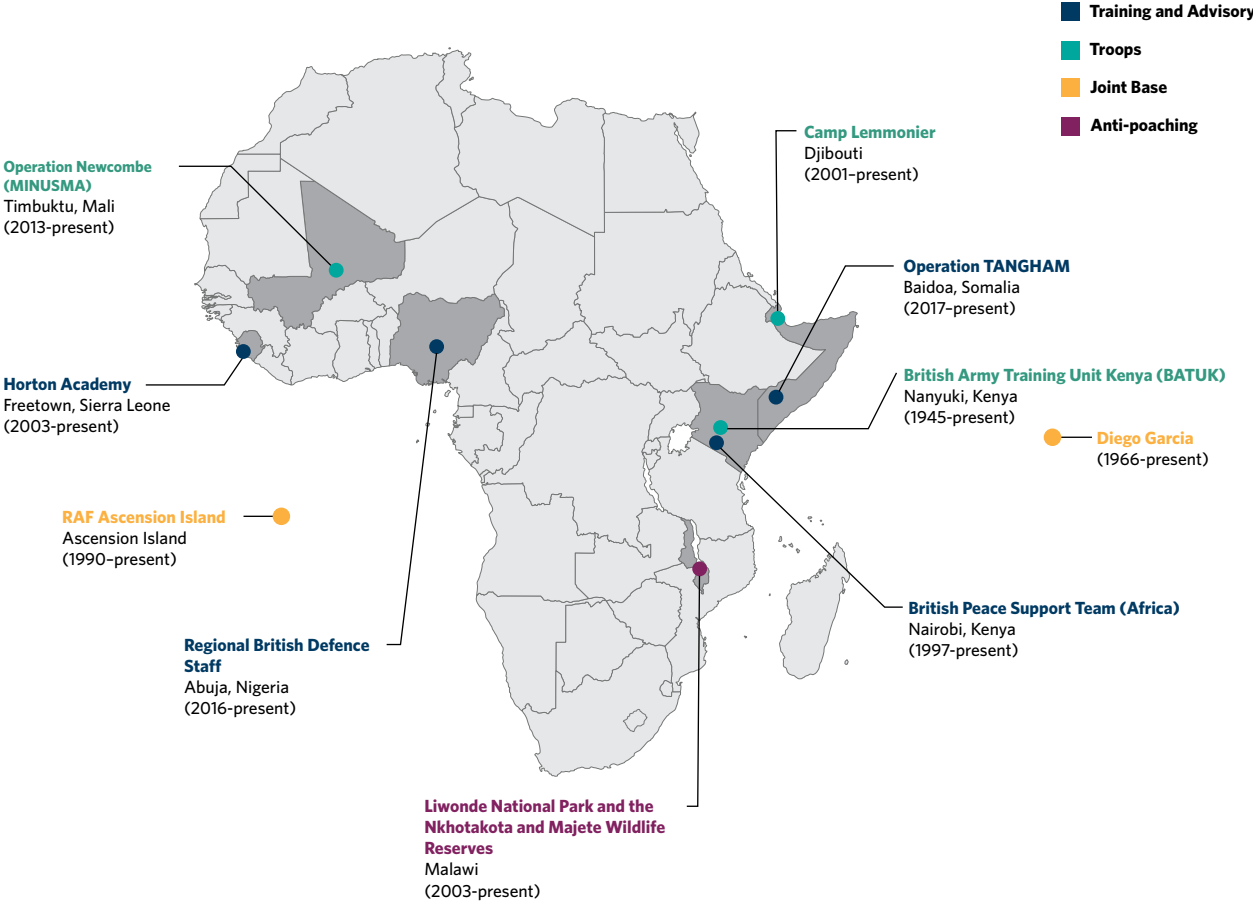 Training and Advisory
Troops
Joint Base
Anti-poaching
Camp Lemmonier
Djibouti
(2001–present)
Operation Newcombe
(MINUSMA)
Timbuktu, Mali
(2013-present)
Operation TANGHAM
Baidoa, Somalia
(2017–present)
Horton Academy
Freetown, Sierra Leone
(2003-present)
British Army Training Unit Kenya (BATUK)
Nanyuki, Kenya
(1945-present)
Diego Garcia
(1966-present)
RAF Ascension Island
Ascension Island
(1990–present)
British Peace Support Team (Africa)
Nairobi, Kenya
(1997-present)
Regional British Defence
Staff
Abuja, Nigeria
(2016-present)
Liwonde National Park and the
Nkhotakota and Majete Wildlife
Reserves
Malawi
(2003-present)